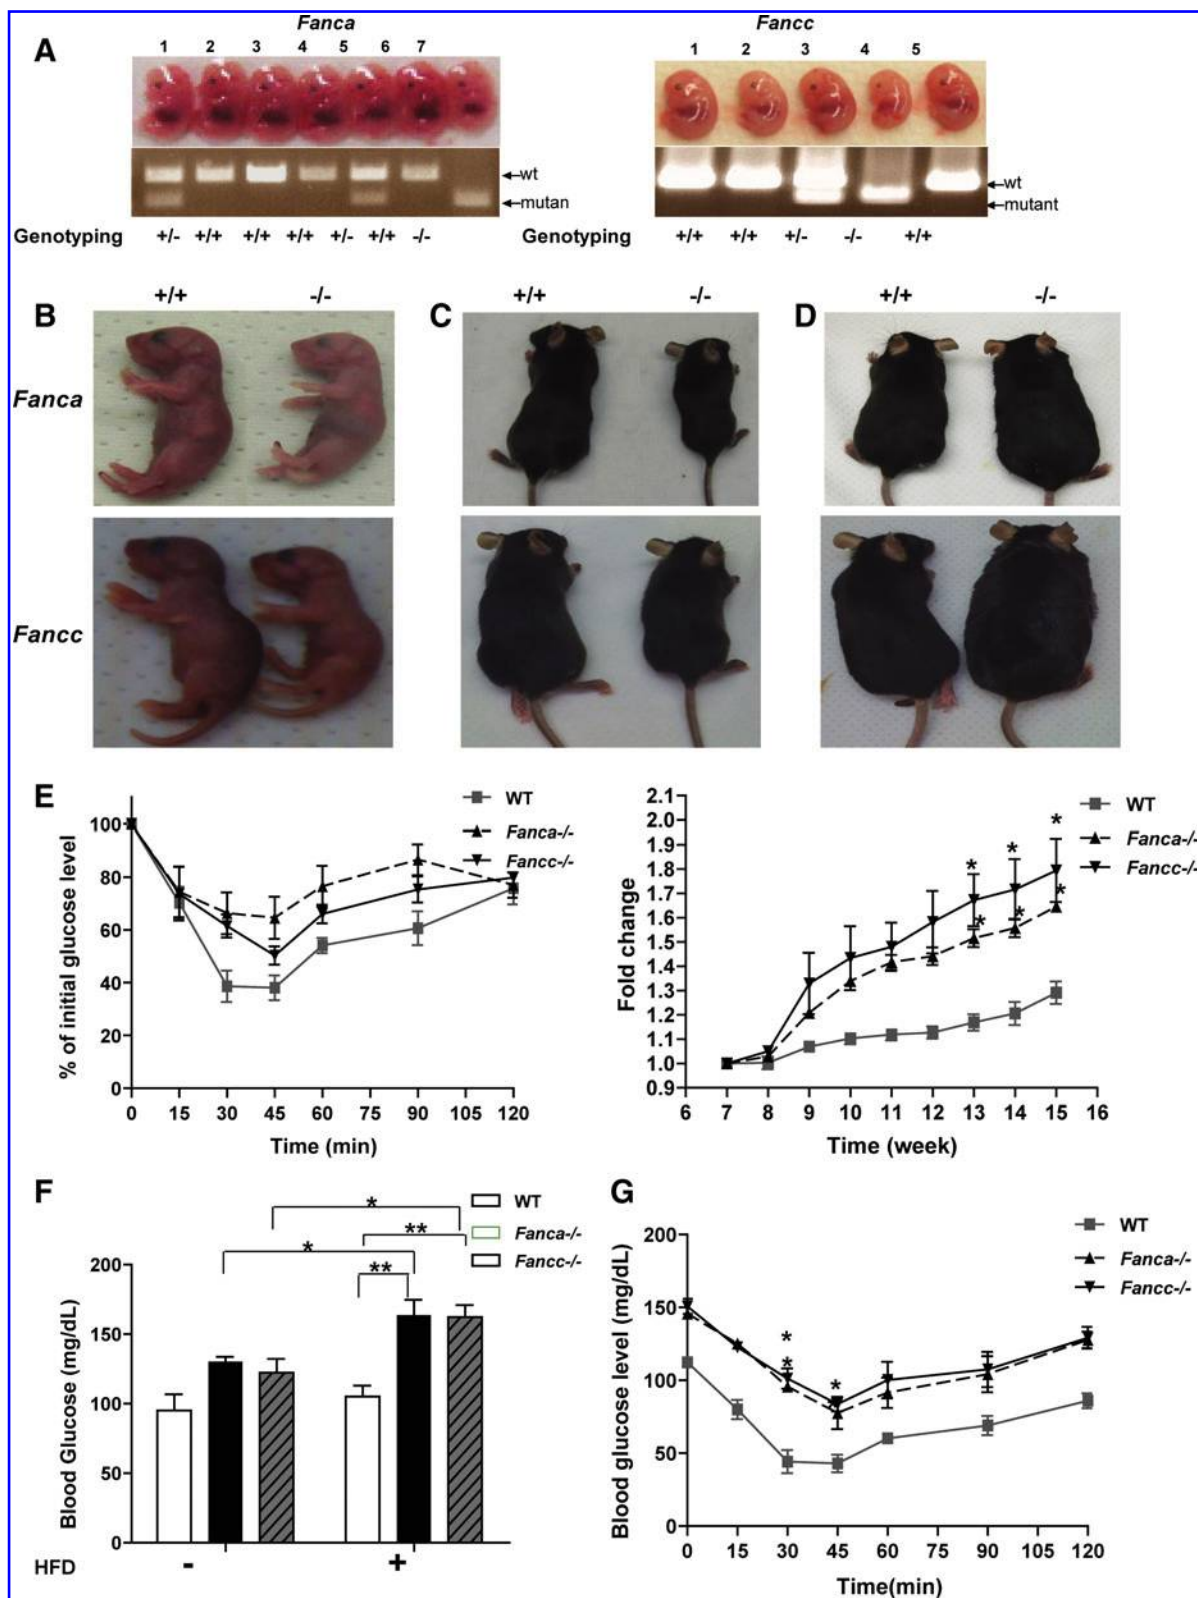 A
Fanca
1 2 3 4 5 6 7
wt
mutan
Genotyping +/- +/+ +/+ +/+ +/- +/+ -/-
Fancc
1 2 3 4 5
wt
mutant
Genotyping +/+ +/+ +/- -/- +/+
B +/+ -/-
C +/+ -/-
D +/+ -/-
Fanca
Fancc
E
% of initial glucose level
100
80
60
40
20
0
0 15 30 45 60 75 90 105 120
Time (min)
WT
Fanca-/-
Fancc-/-
Fold change
2.1
2.0
1.9
1.8
1.7
1.6
1.5
1.4
1.3
1.2
1.1
1.0
0.9
6 7 8 9 10 11 12 13 14 15 16
Time (week)
* * *
* * *
WT
Fanca-/-
Fancc-/-
F
Blood Glucose (mg/dL)
200
150
100
50
0
*
**
*
**
WT
Fanca-/-
Fancc-/-
HFD - +
G
Blood glucose level (mg/dL)
200
150
100
50
0
*
* *
0 15 30 45 60 75 90 105 120
Time(min)
WT
Fanca-/-
Fancc-/-